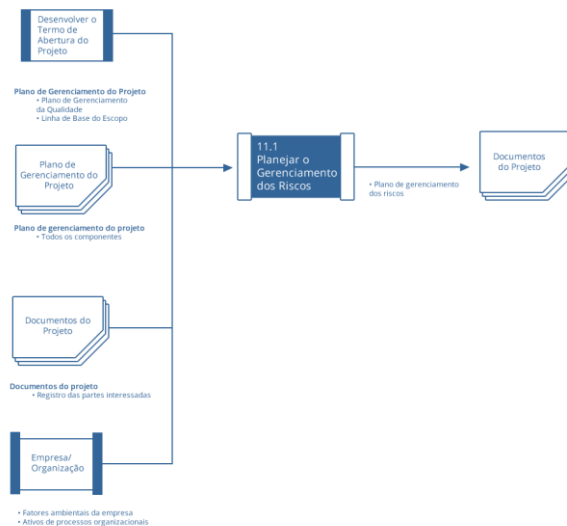 Desenvolver o
Termo de
Abertura do
Projeto
Plano de Gerenciamento do Projeto
• Plano de Gerenciamento
da Qualidade
• Linha de Base do Escopo
Plano de
Gerenciamento do
Projeto
Plano de gerenciamento do projeto
• Todos os componentes
Documentos do
Projeto
Documentos do projeto
• Registro das partes interessadas
Empresa/
Organização
• Fatores ambientais da empresa
• Ativos de processos organizacionais
11.1
Planejar o
Gerenciamento
dos Riscos
• Plano de gerenciamento
dos riscos
Documentos
do Projeto